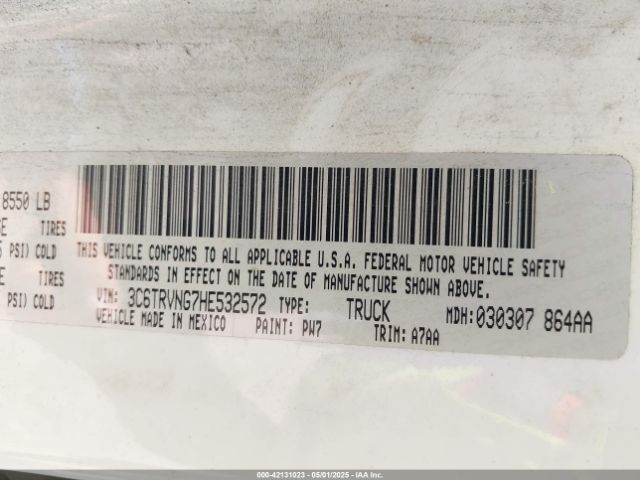 8550 LB
TIRES
PSI) COLD
TIRES
PSI) COLD
THIS VEHICLE CONFORMS TO ALL APPLICABLE U.S.A. FEDERAL MOTOR VEHICLE SAFETY
STANDARDS IN EFFECT ON THE DATE OF MANUFACTURE SHOWN ABOVE.
VIN: 3C6TRVNG7HE532572 TYPE: TRUCK MDH:030307 864AA
VEHICLE MADE IN MEXICO PAINT: PW7 TRIM: A7AA
000-42131023 — 05/01/2025 — IAAI.COM